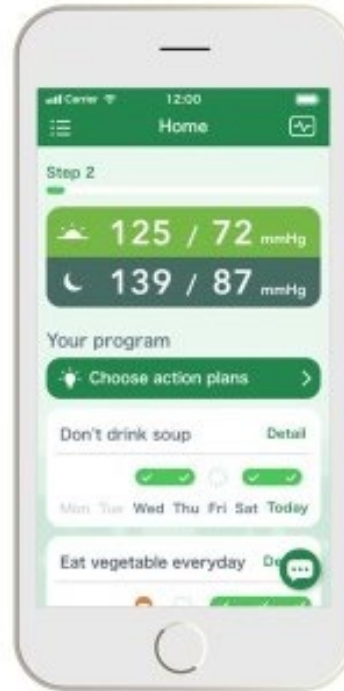 Carrier 12:00
Home
Step 2
125 / 72 mmHg
139 / 87 mmHg
Your program
Choose action plans
Don't drink soup Detail
Mon Tue Wed Thu Fri Sat Today
Eat vegetable everyday